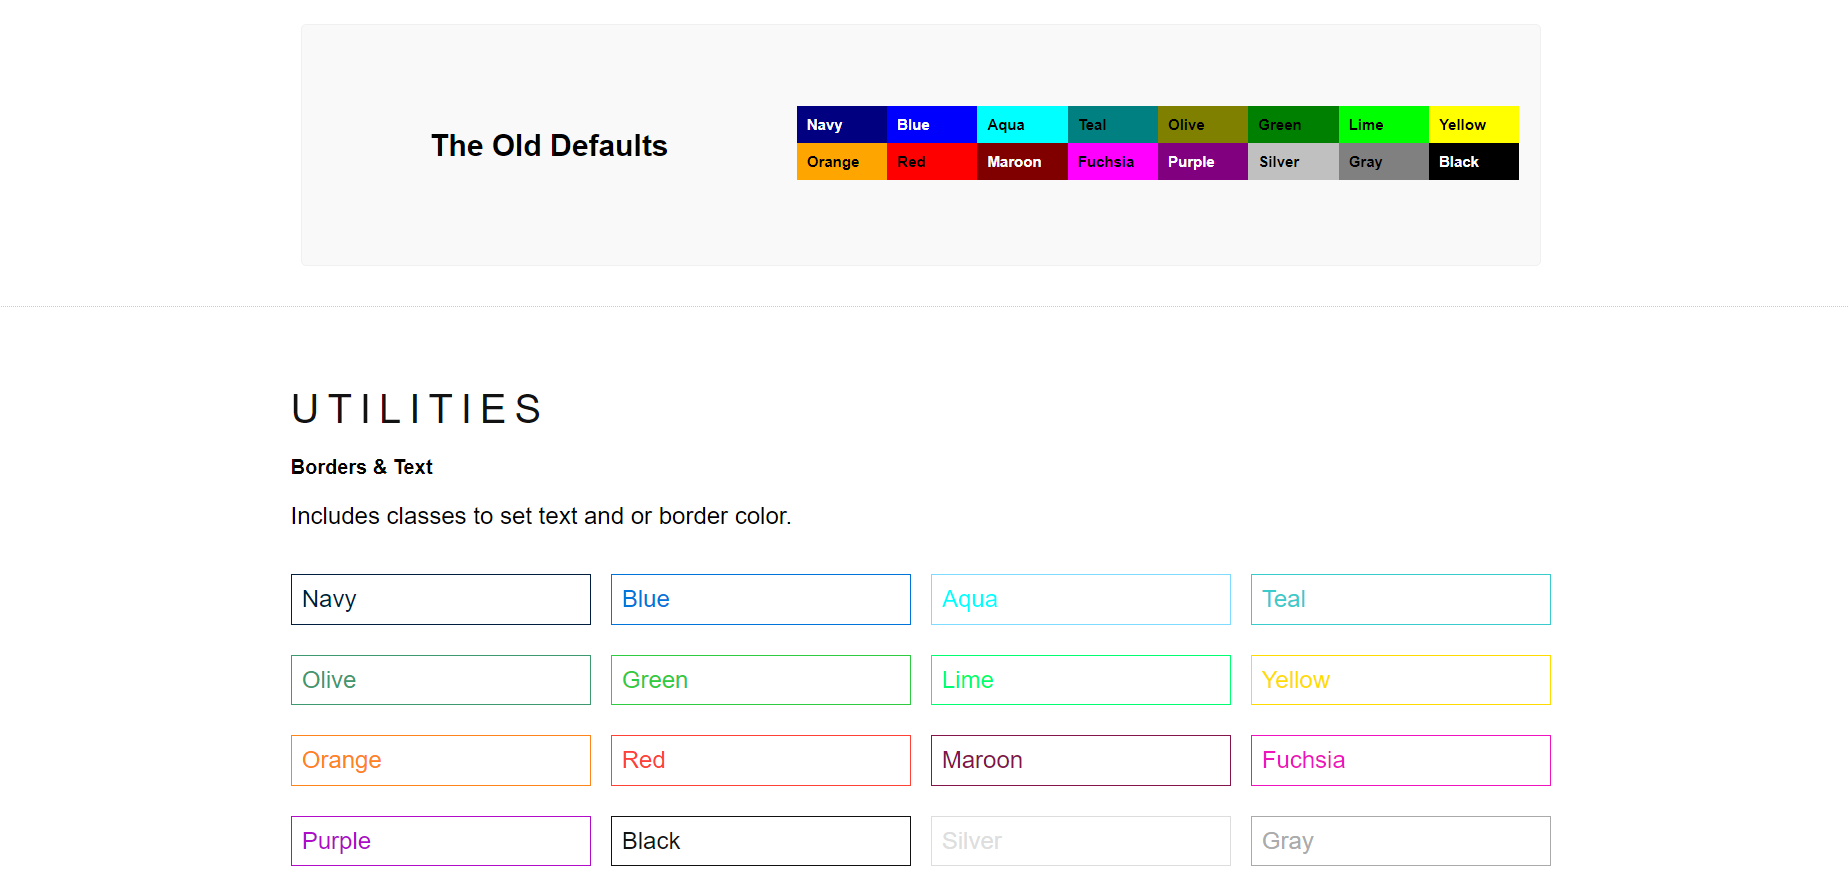 The Old Defaults
Navy Blue Aqua Teal Olive Green Lime Yellow
Orange Red Maroon Fuchsia Purple Silver Gray Black
UTILITIES
Borders & Text
Includes classes to set text and or border color.
Navy Blue Aqua Teal
Olive Green Lime Yellow
Orange Red Maroon Fuchsia
Purple Black Silver Gray